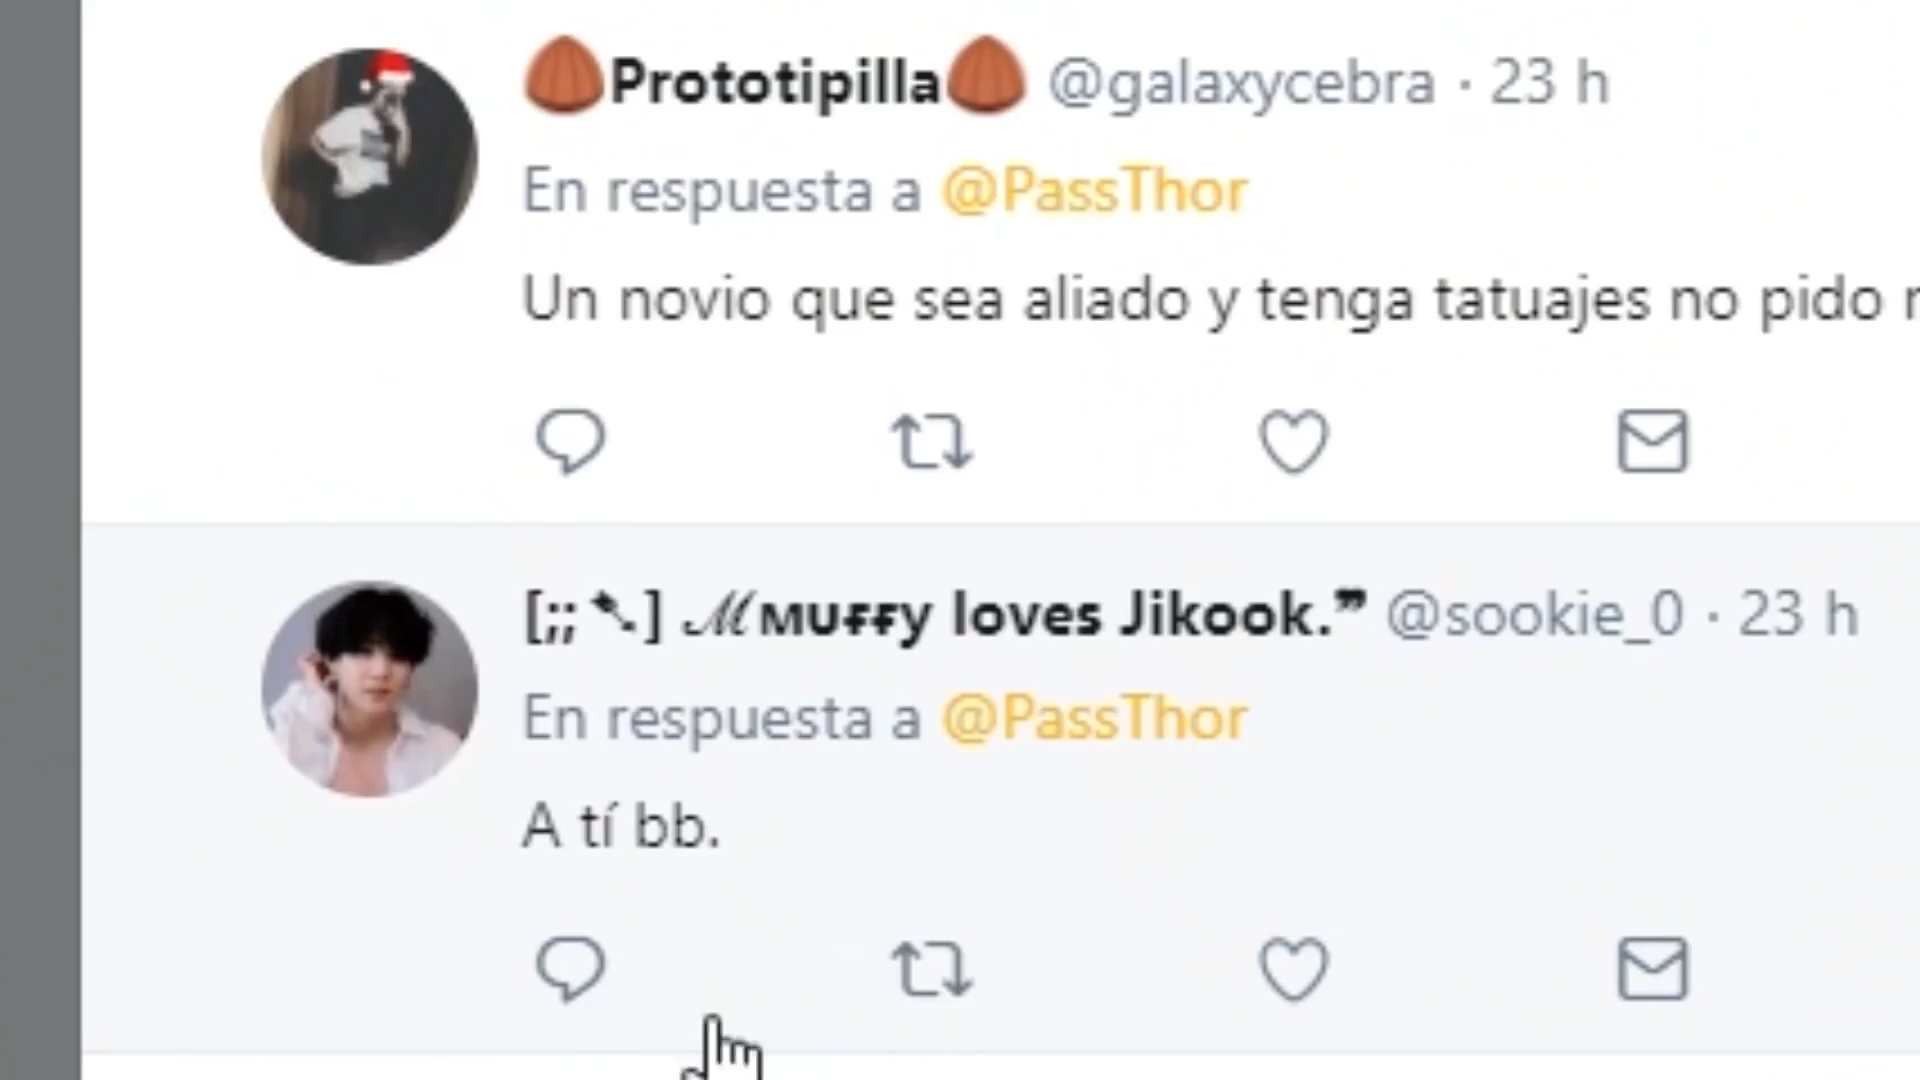 🌰Prototipilla🌰 @galaxycebra · 23 h
En respuesta a @PassThor
Un novio que sea aliado y tenga tatuajes no pido
[;; ➷] ℳᴍᴜғғʏ loves Jikook.❞ @sookie_0 · 23 h
En respuesta a @PassThor
A tí bb.